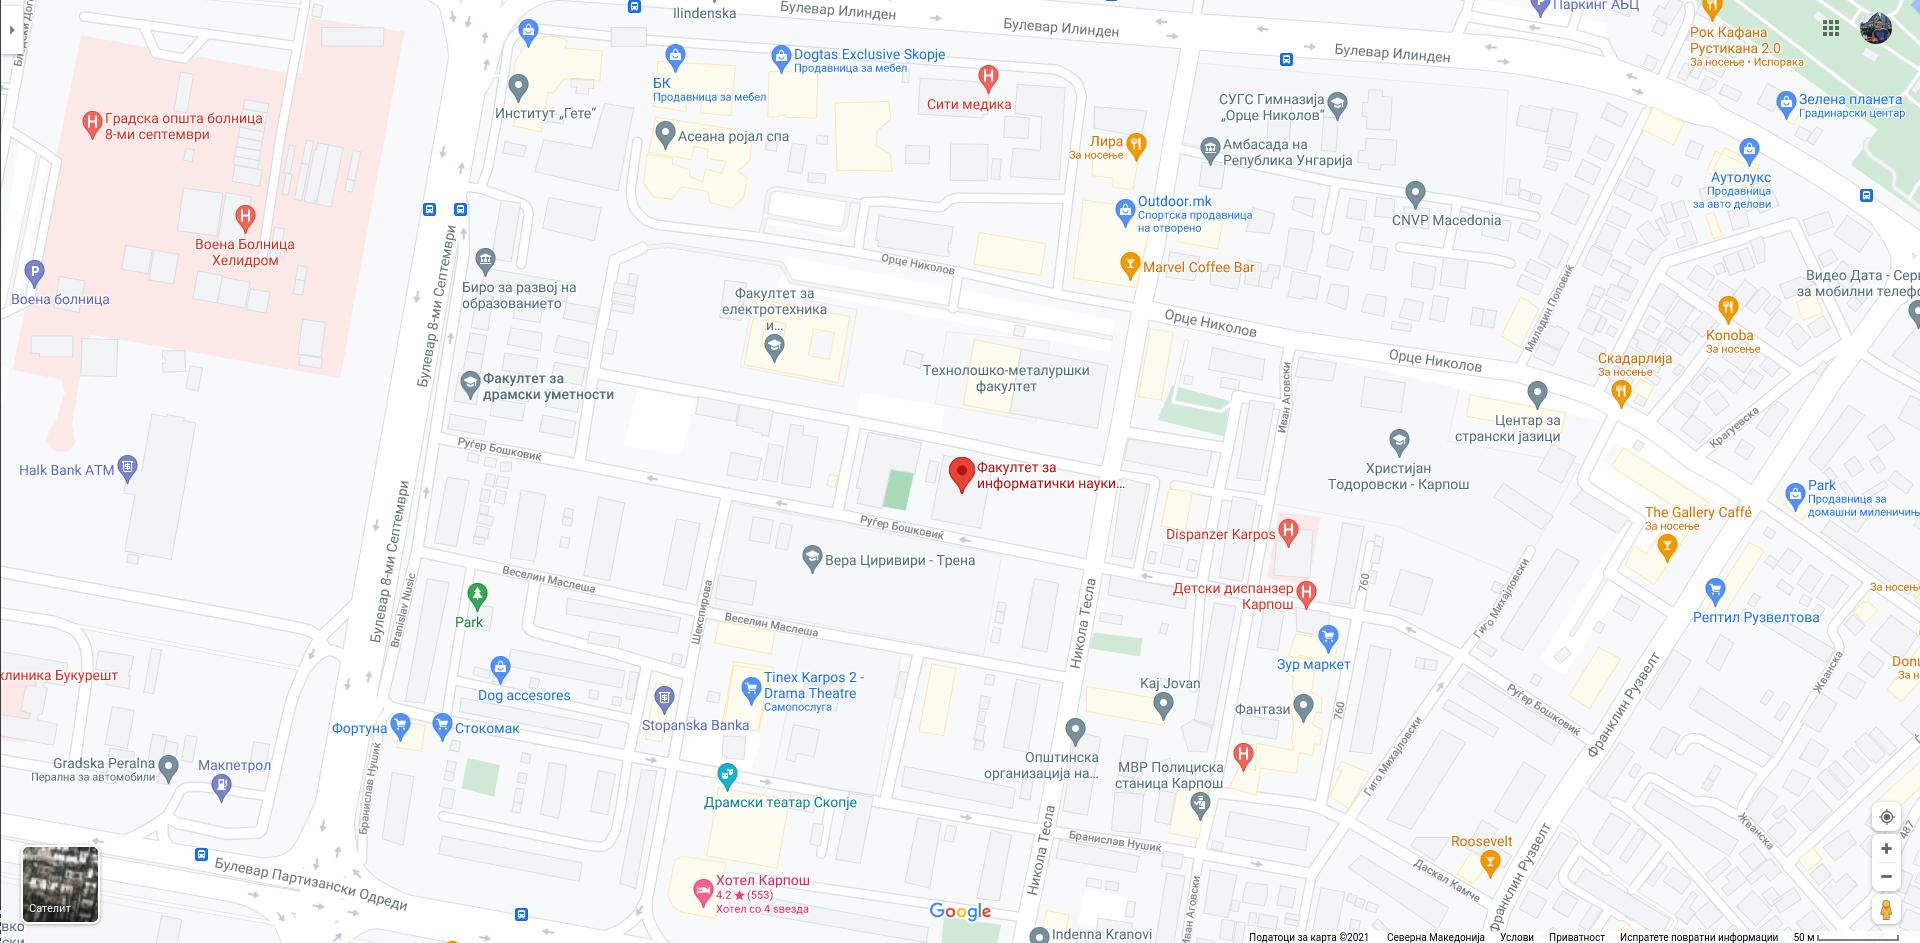 Ilindenska
Булевар Илинден
Булевар Илинден
Булевар Илинден
Паркинг АБЦ
Рок Кафана
Рустикана 2.0
За носење • Испорака
Dogtas Exclusive Skopje
Продавница за мебел
БК
Продавница за мебел
Сити медика
Институт „Гете“
Асеана ројал спа
Градска општа болница
8-ми септември
СУГС Гимназија
„Орце Николов“
Зелена планета
Градинарски центар
Лира
За носење
Амбасада на
Република Унгарија
Аутолукс
Продавница
за авто делови
Outdoor.mk
Спортска продавница
на отворено
CNVP Macedonia
Воена Болница
Хелидром
Marvel Coffee Bar
Орце Николов
Воена болница
Биро за развој на
образованието
Булевар 8-ми Септември
Факултет за
електротехника
и...
Видео Дата - Серв
за мобилни телефо
Миладин Поповиќ
Орце Николов
Орце Николов
Konoba
За носење
Скадарлија
За носење
Технолошко-металуршки
факултет
Факултет за
драмски уметности
Иван Аговски
Центар за
странски јазици
Крагуевска
Руѓер Бошковиќ
Halk Bank ATM
Факултет за
информатички науки...
Христијан
Тодоровски - Карпош
Park
Продавница за
домашни миленичињ
The Gallery Caffé
За носење
Булевар 8-ми Септември
Руѓер Бошковиќ
Dispanzer Karpos
Вера Циривири - Трена
Веселин Маслеша
Branislav Nusic
Шекспирова
Детски диспанзер
Карпош
760
Гиго Михајловски
За носење
Рептил Рузвелтова
Park
Веселин Маслеша
Никола Тесла
Зур маркет
клиника Букурешт
Dog accesores
Tinex Karpos 2 -
Drama Theatre
Самопослуга
Kaj Jovan
Фантази
760
Руѓер Бошковиќ
Франклин Рузвелт
Жванска
Donu
За н
Stopanska Banka
Фортуна
Стокомак
Gradska Peralna
Перална за автомобили
Макпетрол
Бранислав Нушиќ
Општинска
организација на...
МВР Полициска
станица Карпош
Гиго Михајловски
Драмски театар Скопје
Никола Тесла
Бранислав Нушиќ
Жванска
487
Roosevelt
Даскал Камче
Франклин Рузвелт
Булевар Партизански Одреди
Хотел Карпош
4.2 ★ (553)
Хотел со 4 ѕвезда
Иван Аговски
Сателит
Google
Indenna Kranovi
Податоци за карта ©2021 Северна Македонија Услови Приватност Испратете повратни информации 50 м